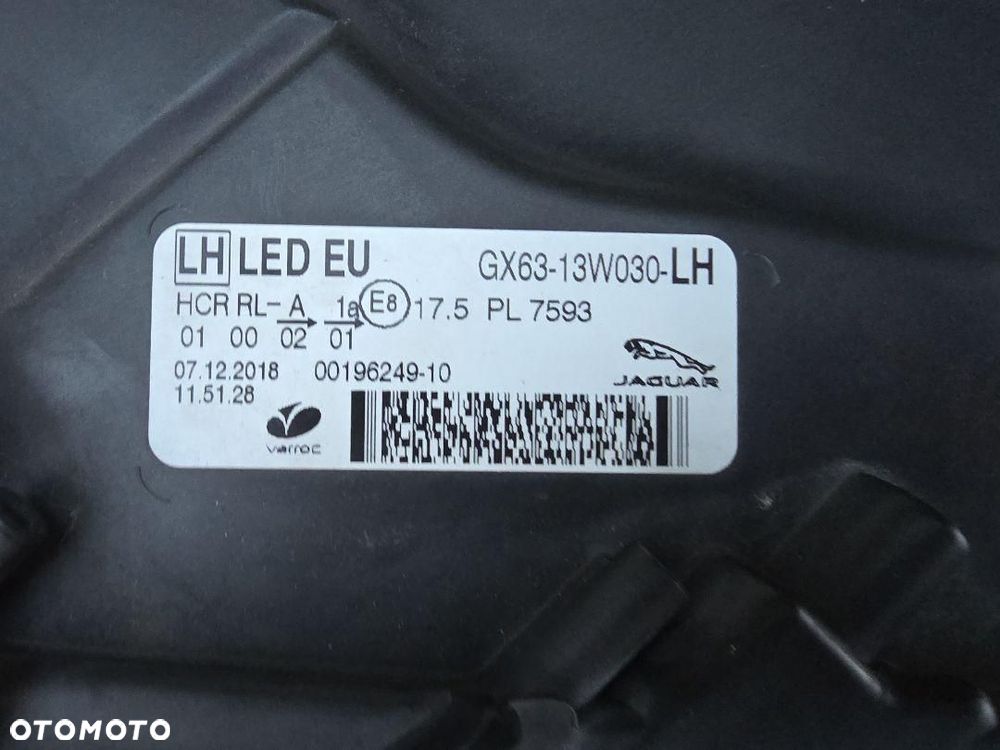 LH LED EU GX63-13W030-LH
HCR RL- A 1a E8 17.5 PL 7593
01 00 02 01
07.12.2018 00196249-10
11.51.28
JAGUAR
varroc
OTOMOTO